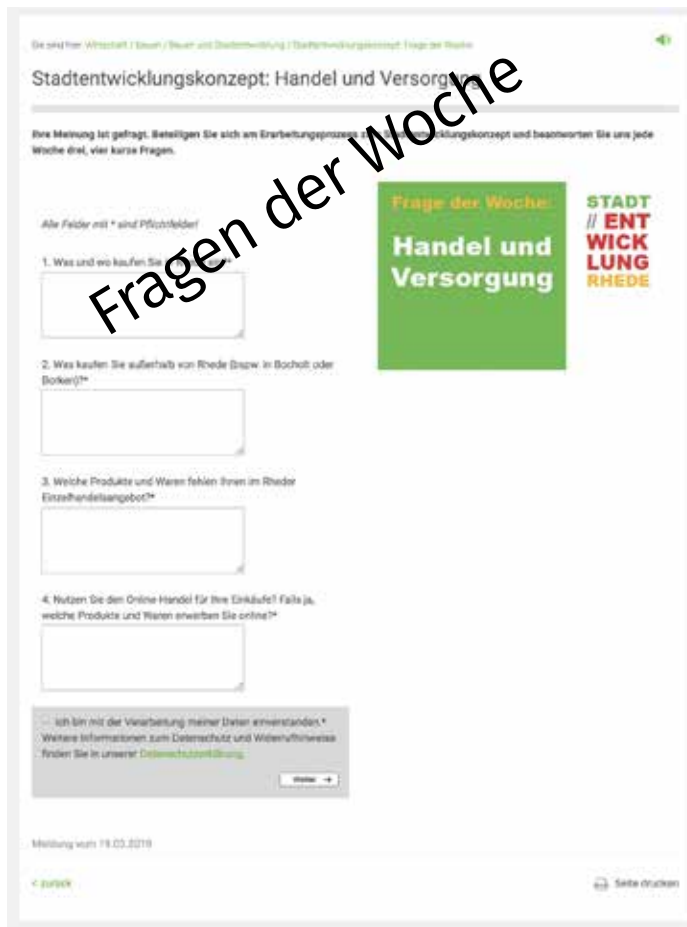 Sie sind hier: Wirtschaft / Bauen / Bauen und Stadtentwicklung / Stadtentwicklungskonzept: Frage der Woche
Stadtentwicklungskonzept: Handel und Versorgung
Fragen der Woche
Ihre Meinung ist gefragt. Beteiligen Sie sich am Erarbeitungsprozess zum Stadtentwicklungskonzept und beantworten Sie uns jede
Woche drei, vier kurze Fragen.
Alle Felder mit * sind Pflichtfelder!
Frage der Woche:
Handel und
Versorgung
STADT
// ENT
WICK
LUNG
RHEDE
1. Was und wo kaufen Sie
2. Was kaufen Sie außerhalb von Rhede (bspw. in Bocholt oder
Borken)?*
3. Welche Produkte und Waren fehlen Ihnen im Rheder
Einzelhandelsangebot?*
4. Nutzen Sie den Online-Handel für Ihre Einkäufe? Falls ja,
welche Produkte und Waren erwerben Sie online?*
Ich bin mit der Verarbeitung meiner Daten einverstanden.*
Weitere Informationen zum Datenschutz und Widerrufhinweise
finden Sie in unserer Datenschutzerklärung.
Weiter →
Meldung vom 19.03.2019
< zurück
Seite drucken